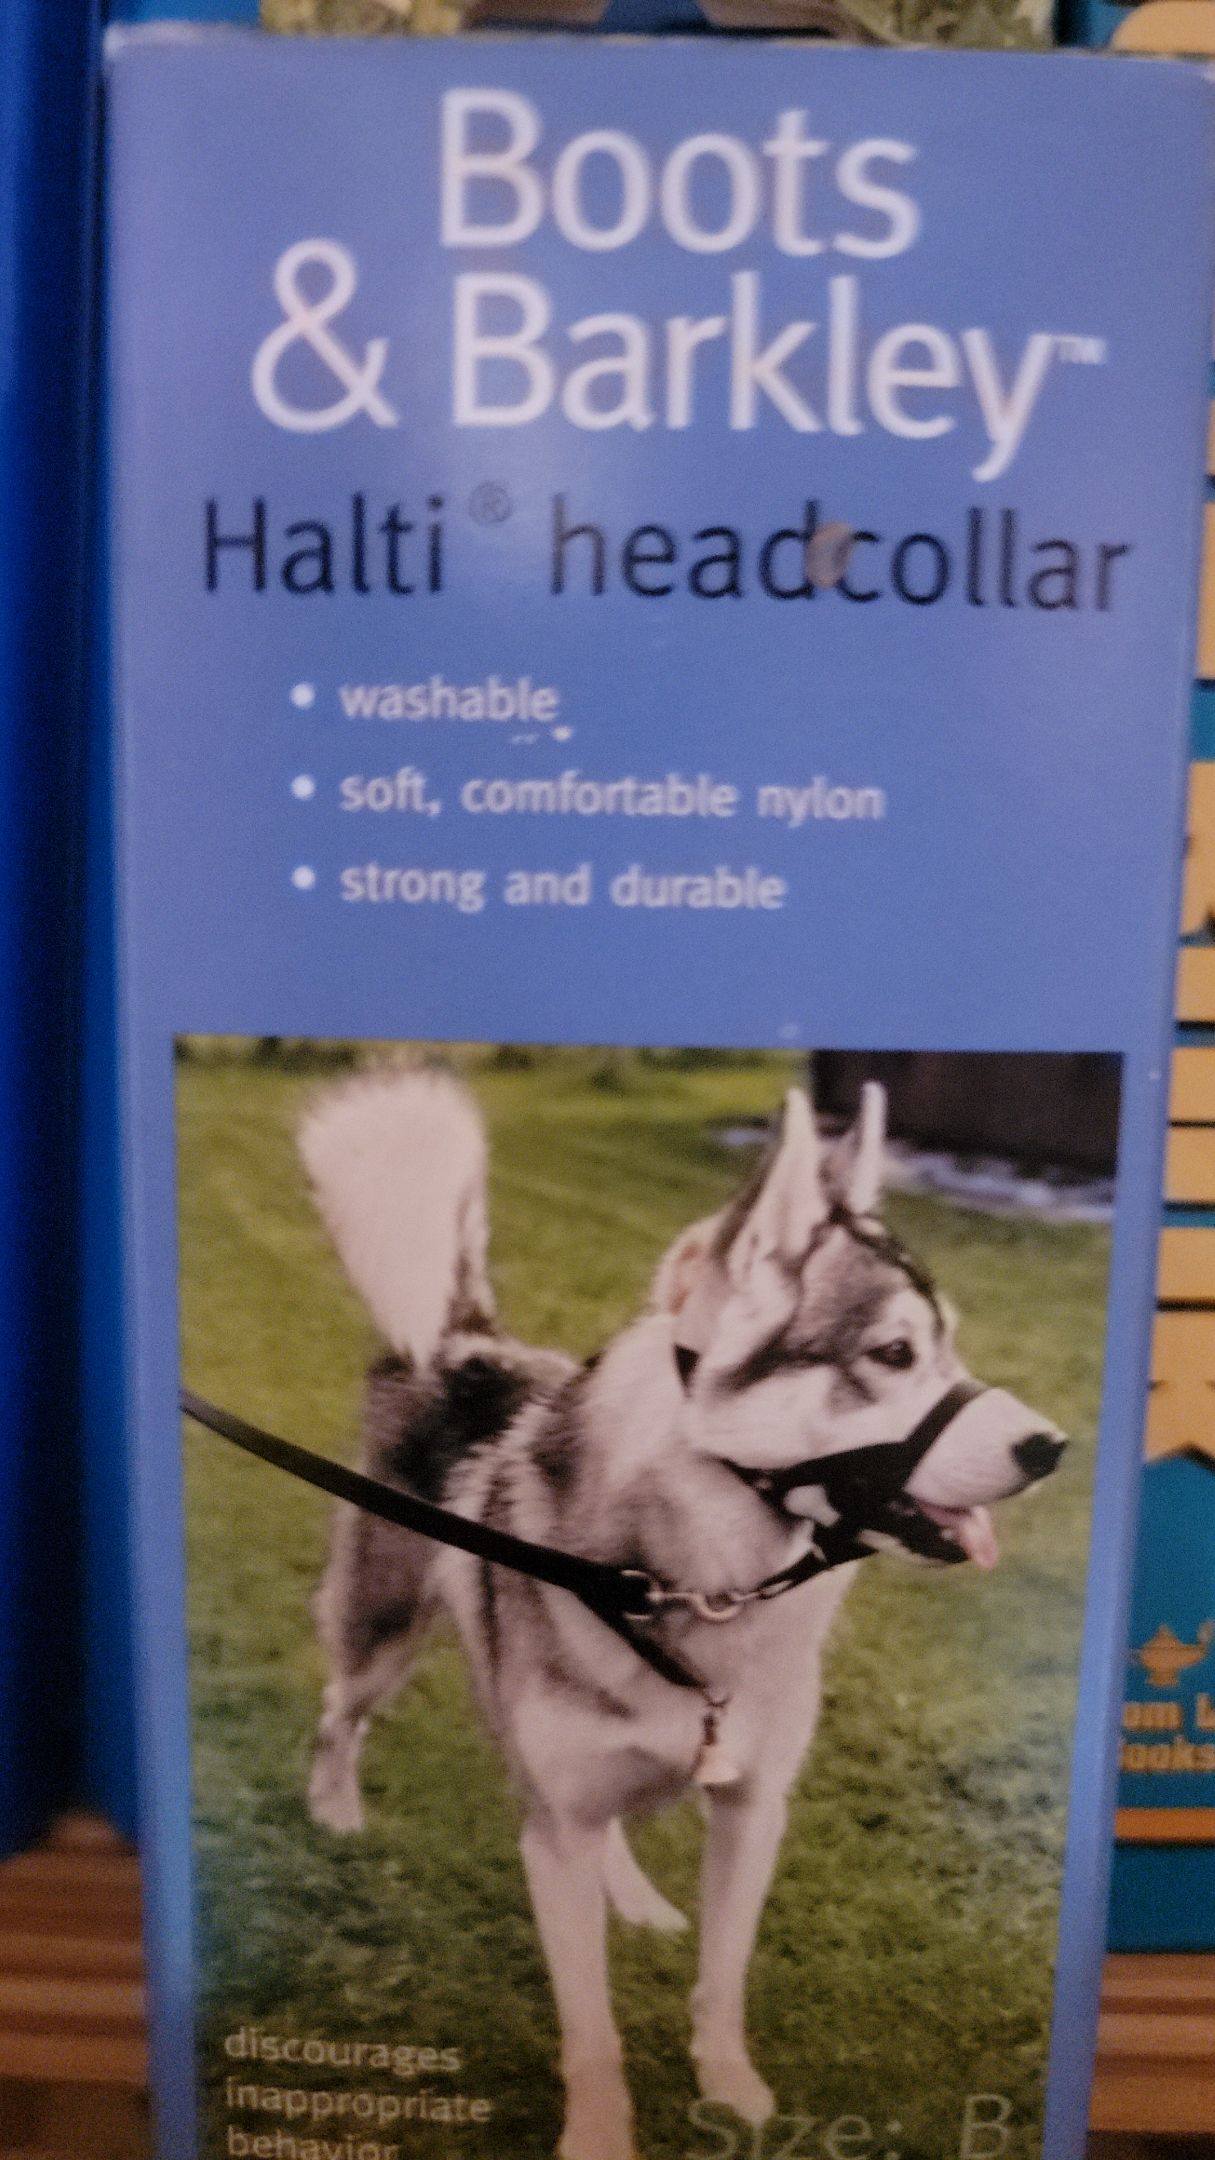 Boots
& Barkley™
Halti® headcollar
• washable
• soft, comfortable nylon
• strong and durable
discourages
inappropriate
behavior
Size: B